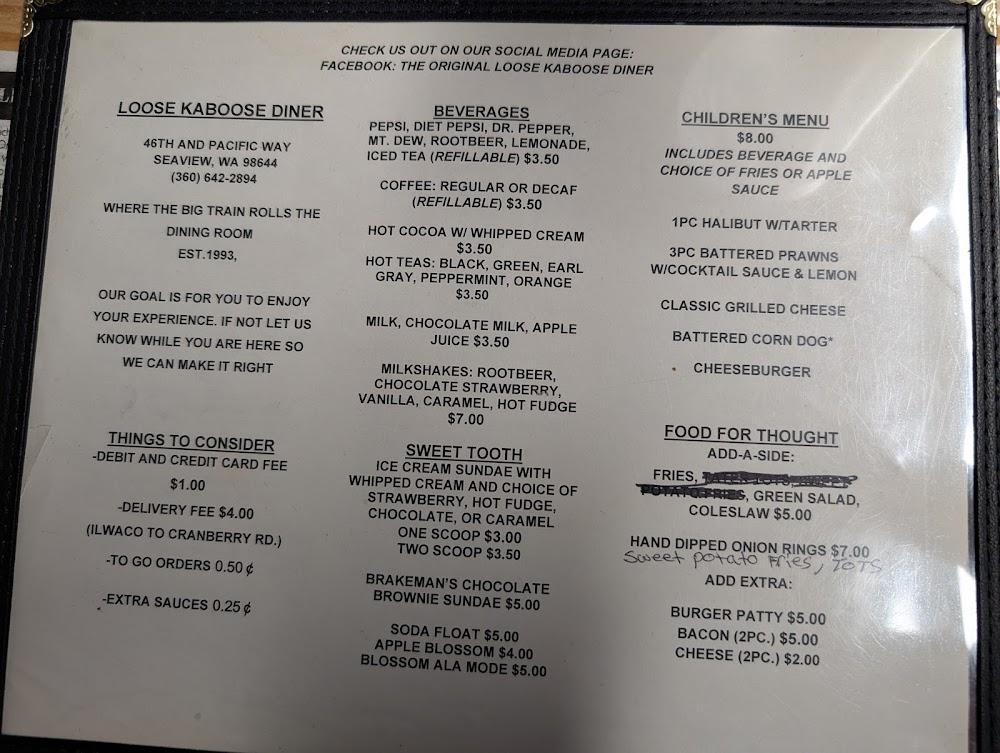 CHECK US OUT ON OUR SOCIAL MEDIA PAGE:
FACEBOOK: THE ORIGINAL LOOSE KABOOSE DINER
LOOSE KABOOSE DINER
46TH AND PACIFIC WAY
SEAVIEW, WA 98644
(360) 642-2894
WHERE THE BIG TRAIN ROLLS THE
DINING ROOM
EST.1993,
OUR GOAL IS FOR YOU TO ENJOY
YOUR EXPERIENCE. IF NOT LET US
KNOW WHILE YOU ARE HERE SO
WE CAN MAKE IT RIGHT
THINGS TO CONSIDER
-DEBIT AND CREDIT CARD FEE
$1.00
-DELIVERY FEE $4.00
(ILWACO TO CRANBERRY RD.)
-TO GO ORDERS 0.50 ¢
-EXTRA SAUCES 0.25 ¢
BEVERAGES
PEPSI, DIET PEPSI, DR. PEPPER,
MT. DEW, ROOTBEER, LEMONADE,
ICED TEA (REFILLABLE) $3.50
COFFEE: REGULAR OR DECAF
(REFILLABLE) $3.50
HOT COCOA W/ WHIPPED CREAM
$3.50
HOT TEAS: BLACK, GREEN, EARL
GRAY, PEPPERMINT, ORANGE
$3.50
MILK, CHOCOLATE MILK, APPLE
JUICE $3.50
MILKSHAKES: ROOTBEER,
CHOCOLATE STRAWBERRY,
VANILLA, CARAMEL, HOT FUDGE
$7.00
SWEET TOOTH
ICE CREAM SUNDAE WITH
WHIPPED CREAM AND CHOICE OF
STRAWBERRY, HOT FUDGE,
CHOCOLATE, OR CARAMEL
ONE SCOOP $3.00
TWO SCOOP $3.50
BRAKEMAN'S CHOCOLATE
BROWNIE SUNDAE $5.00
SODA FLOAT $5.00
APPLE BLOSSOM $4.00
BLOSSOM ALA MODE $5.00
CHILDREN'S MENU
$8.00
INCLUDES BEVERAGE AND
CHOICE OF FRIES OR APPLE
SAUCE
1PC HALIBUT W/TARTER
3PC BATTERED PRAWNS
W/COCKTAIL SAUCE & LEMON
CLASSIC GRILLED CHEESE
BATTERED CORN DOG*
CHEESEBURGER
FOOD FOR THOUGHT
ADD-A-SIDE:
FRIES,
, GREEN SALAD,
COLESLAW $5.00
HAND DIPPED ONION RINGS $7.00
Sweet potato Fries, TOTS
ADD EXTRA:
BURGER PATTY $5.00
BACON (2PC.) $5.00
CHEESE (2PC.) $2.00